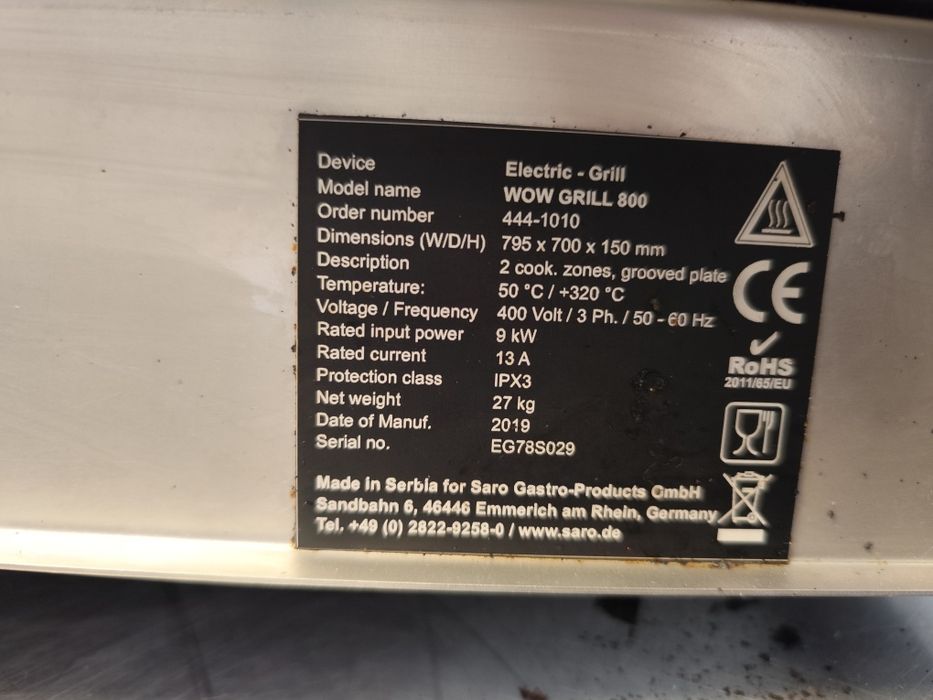 Device Electric - Grill
Model name WOW GRILL 800
Order number 444-1010
Dimensions (W/D/H) 795 x 700 x 150 mm
Description 2 cook. zones, grooved plate
Temperature: 50 °C / +320 °C
Voltage / Frequency 400 Volt / 3 Ph. / 50 - 60 Hz
Rated input power 9 kW
Rated current 13 A
Protection class IPX3
Net weight 27 kg
Date of Manuf. 2019
Serial no. EG78S029
CE
RoHS
2011/65/EU
Made in Serbia for Saro Gastro-Products GmbH
Sandbahn 6, 46446 Emmerich am Rhein, Germany
Tel. +49 (0) 2822-9258-0 / www.saro.de